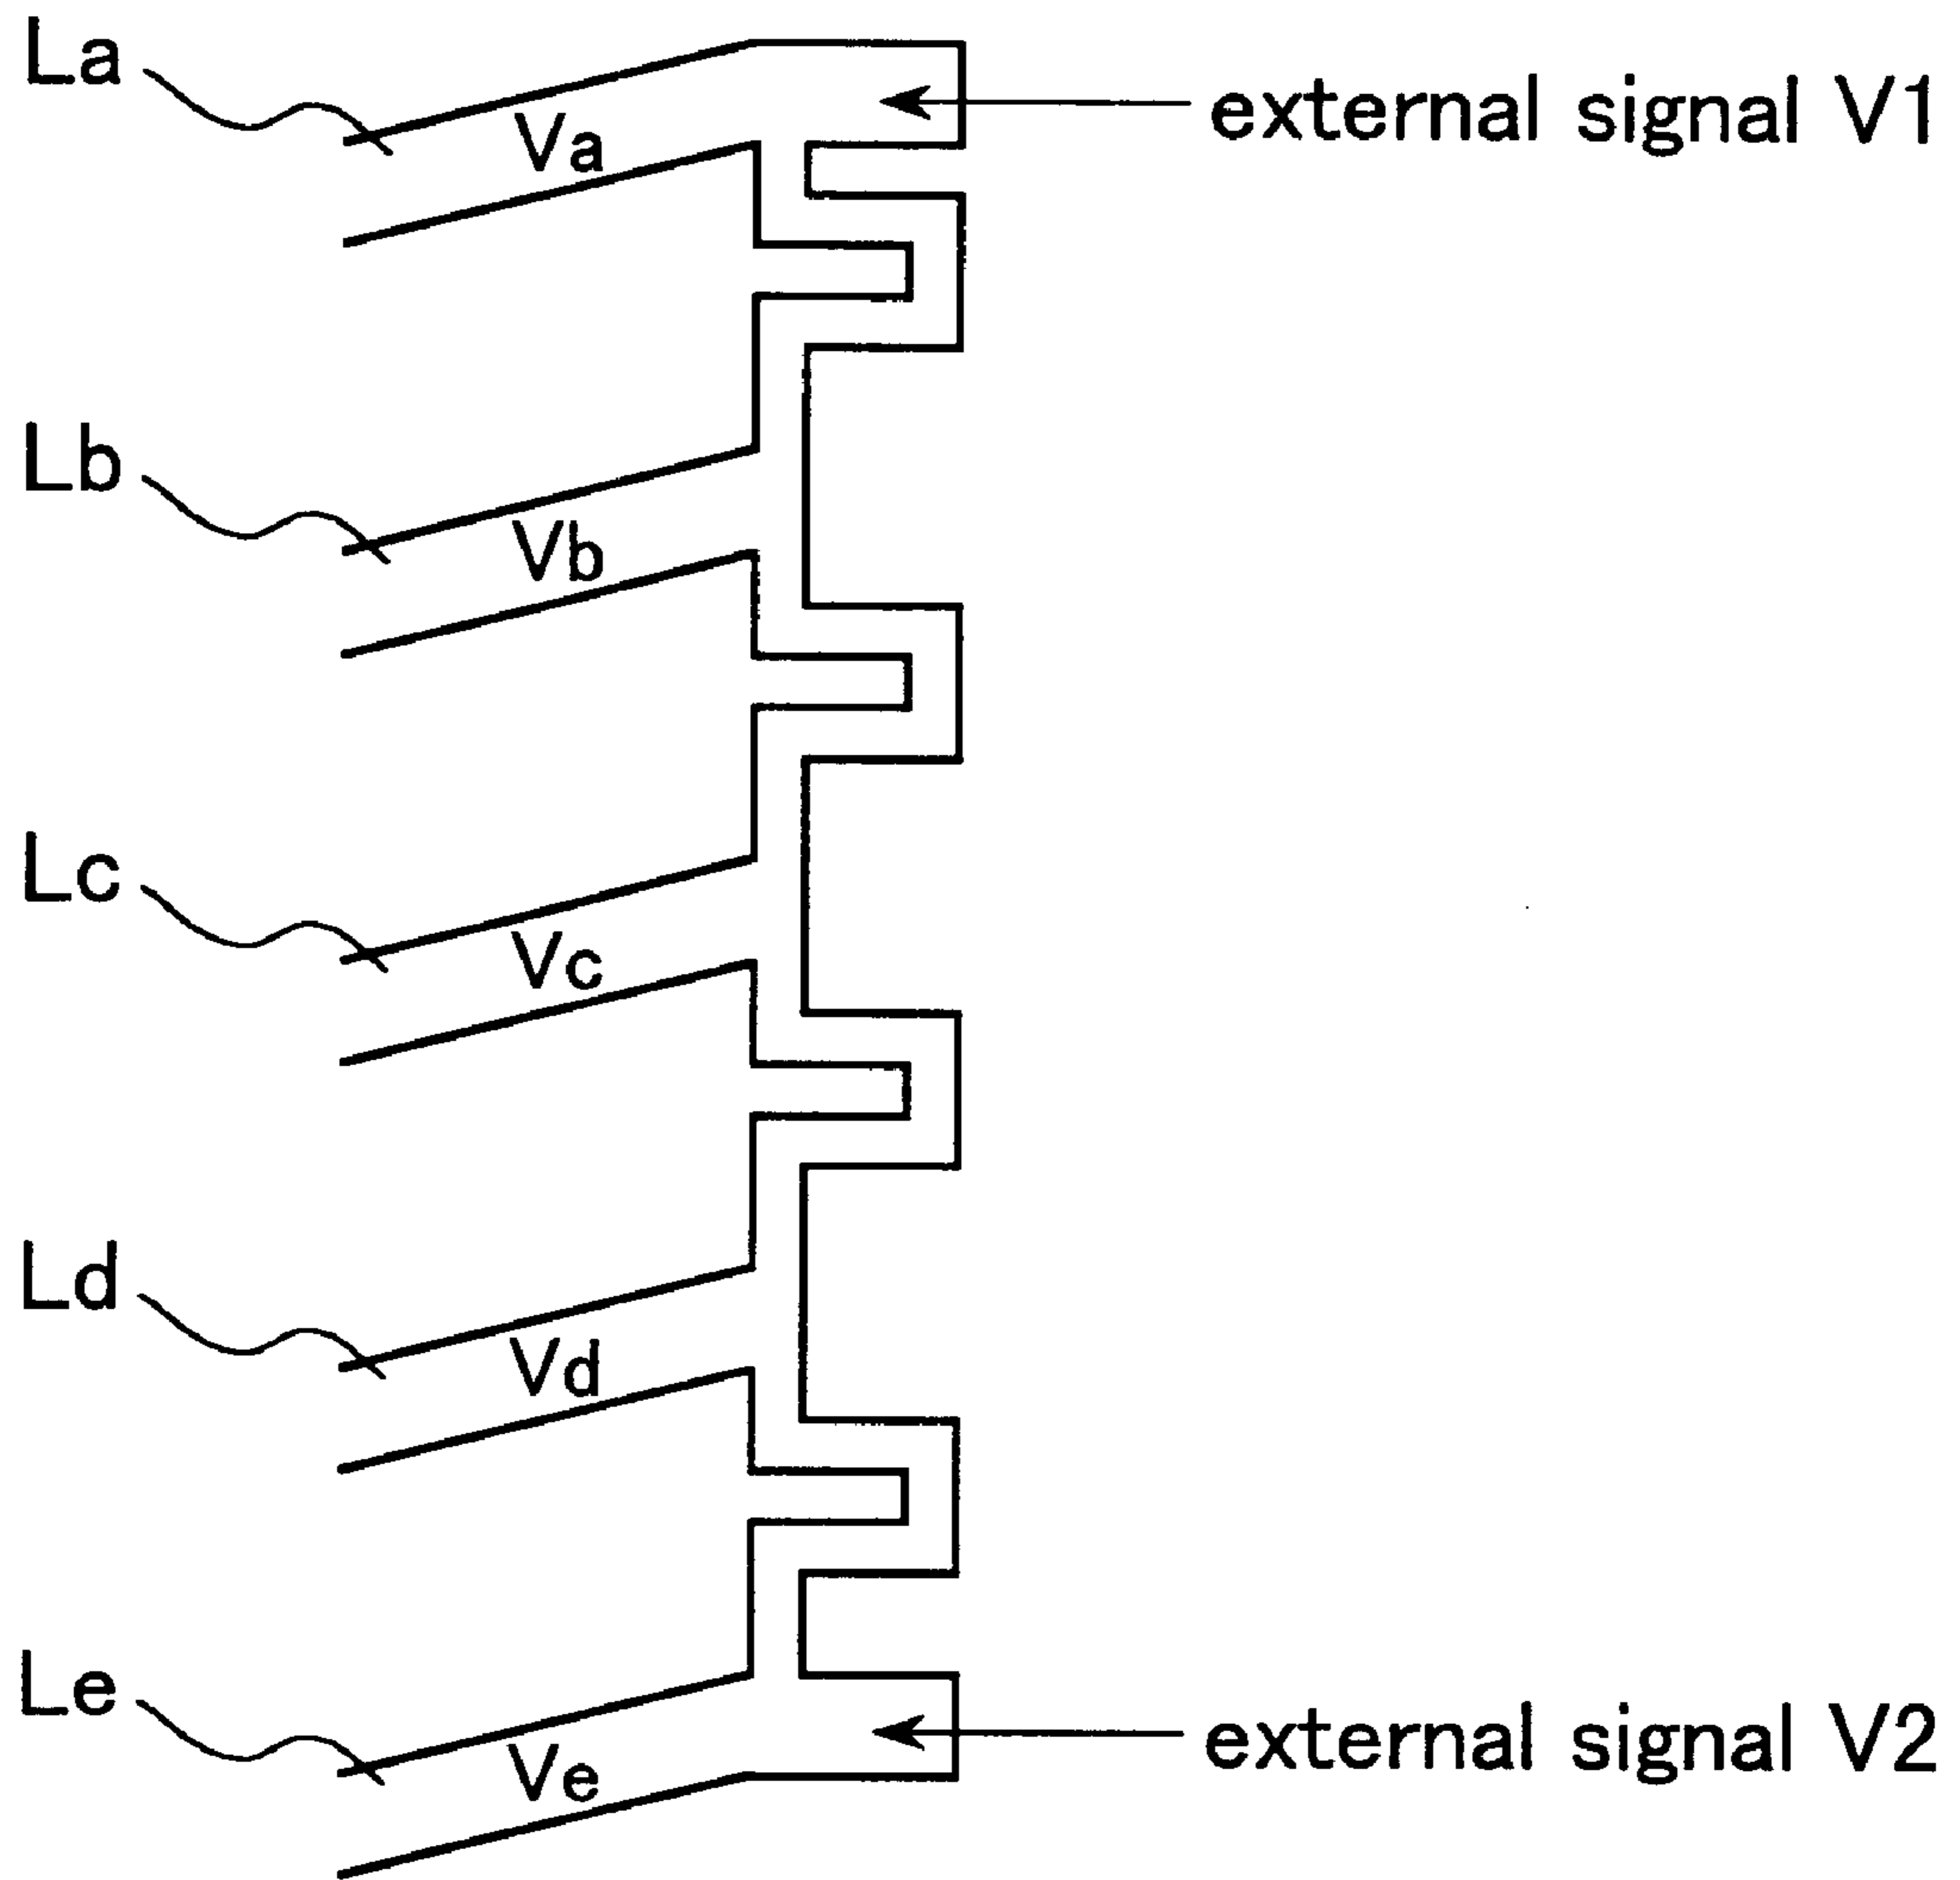 La
external signal V1
Va
Lb
Vb
Lc
Vc
Ld
Vd
Le
external signal V2
Ve